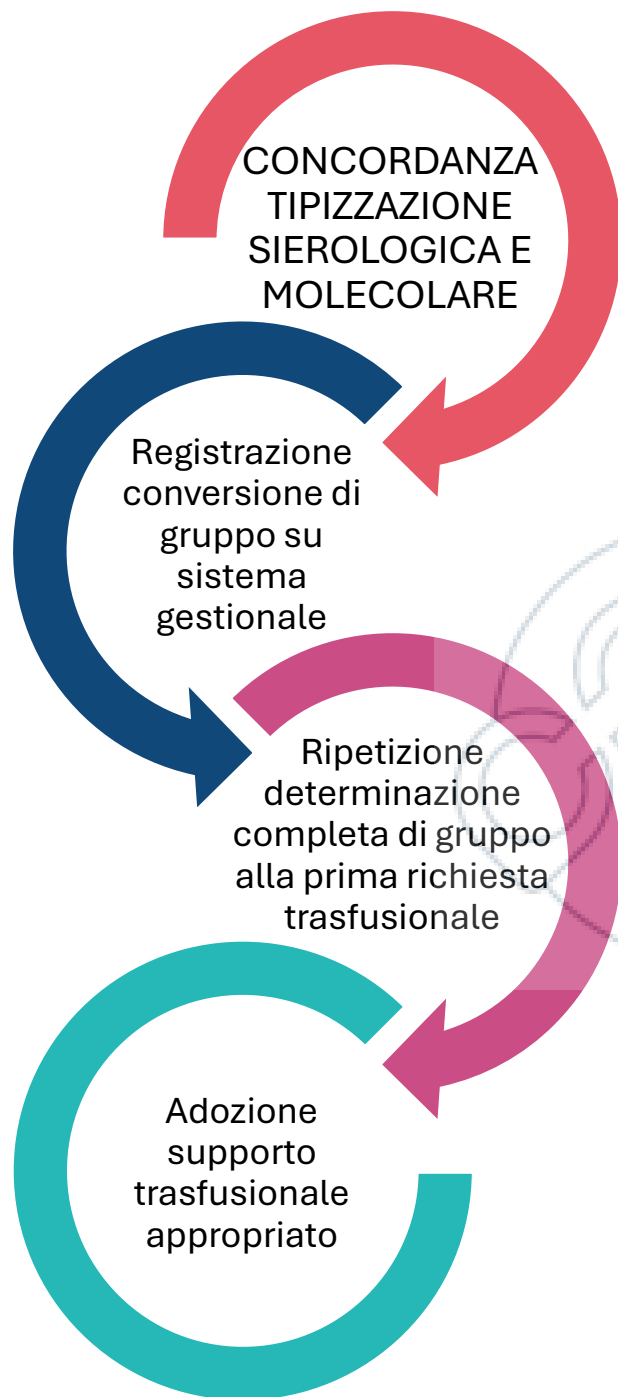 CONCORDANZA
TIPIZZAZIONE
SIEROLOGICA E
MOLECOLARE
Registrazione
conversione di
gruppo su
sistema
gestionale
Ripetizione
determinazione
completa di gruppo
alla prima richiesta
trasfusionale
Adozione
supporto
trasfusionale
appropriato